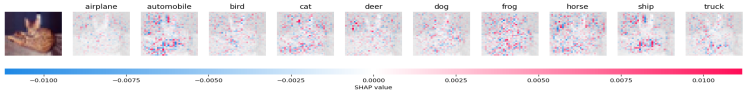 airplane automobile bird cat deer dog frog horse ship truck
−0.0100 −0.0075 −0.0050 −0.0025 0.0000 0.0025 0.0050 0.0075 0.0100
SHAP value